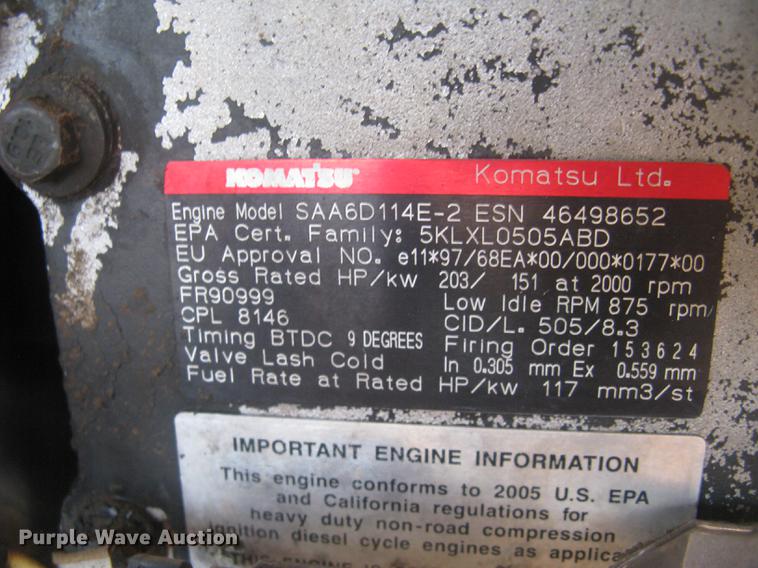 KOMATSU Komatsu Ltd.
Engine Model SAA6D114E-2 ESN 46498652
EPA Cert. Family: 5KLXL0505ABD
EU Approval NO. e11*97/68EA*00/000*0177*00
Gross Rated HP/kw 203/ 151 at 2000 rpm
FR90999 Low Idle RPM 875 rpm
CPL 8146 CID/L. 505/8.3
Timing BTDC 9 DEGREES Firing Order 153624
Valve Lash Cold In 0.305 mm Ex 0.559 mm
Fuel Rate at Rated HP/kw 117 mm3/st
IMPORTANT ENGINE INFORMATION
This engine conforms to 2005 U.S. EPA
and California regulations for
heavy duty non-road compression
ignition diesel cycle engines as applica
THIS ENGINE IS
Purple Wave Auction